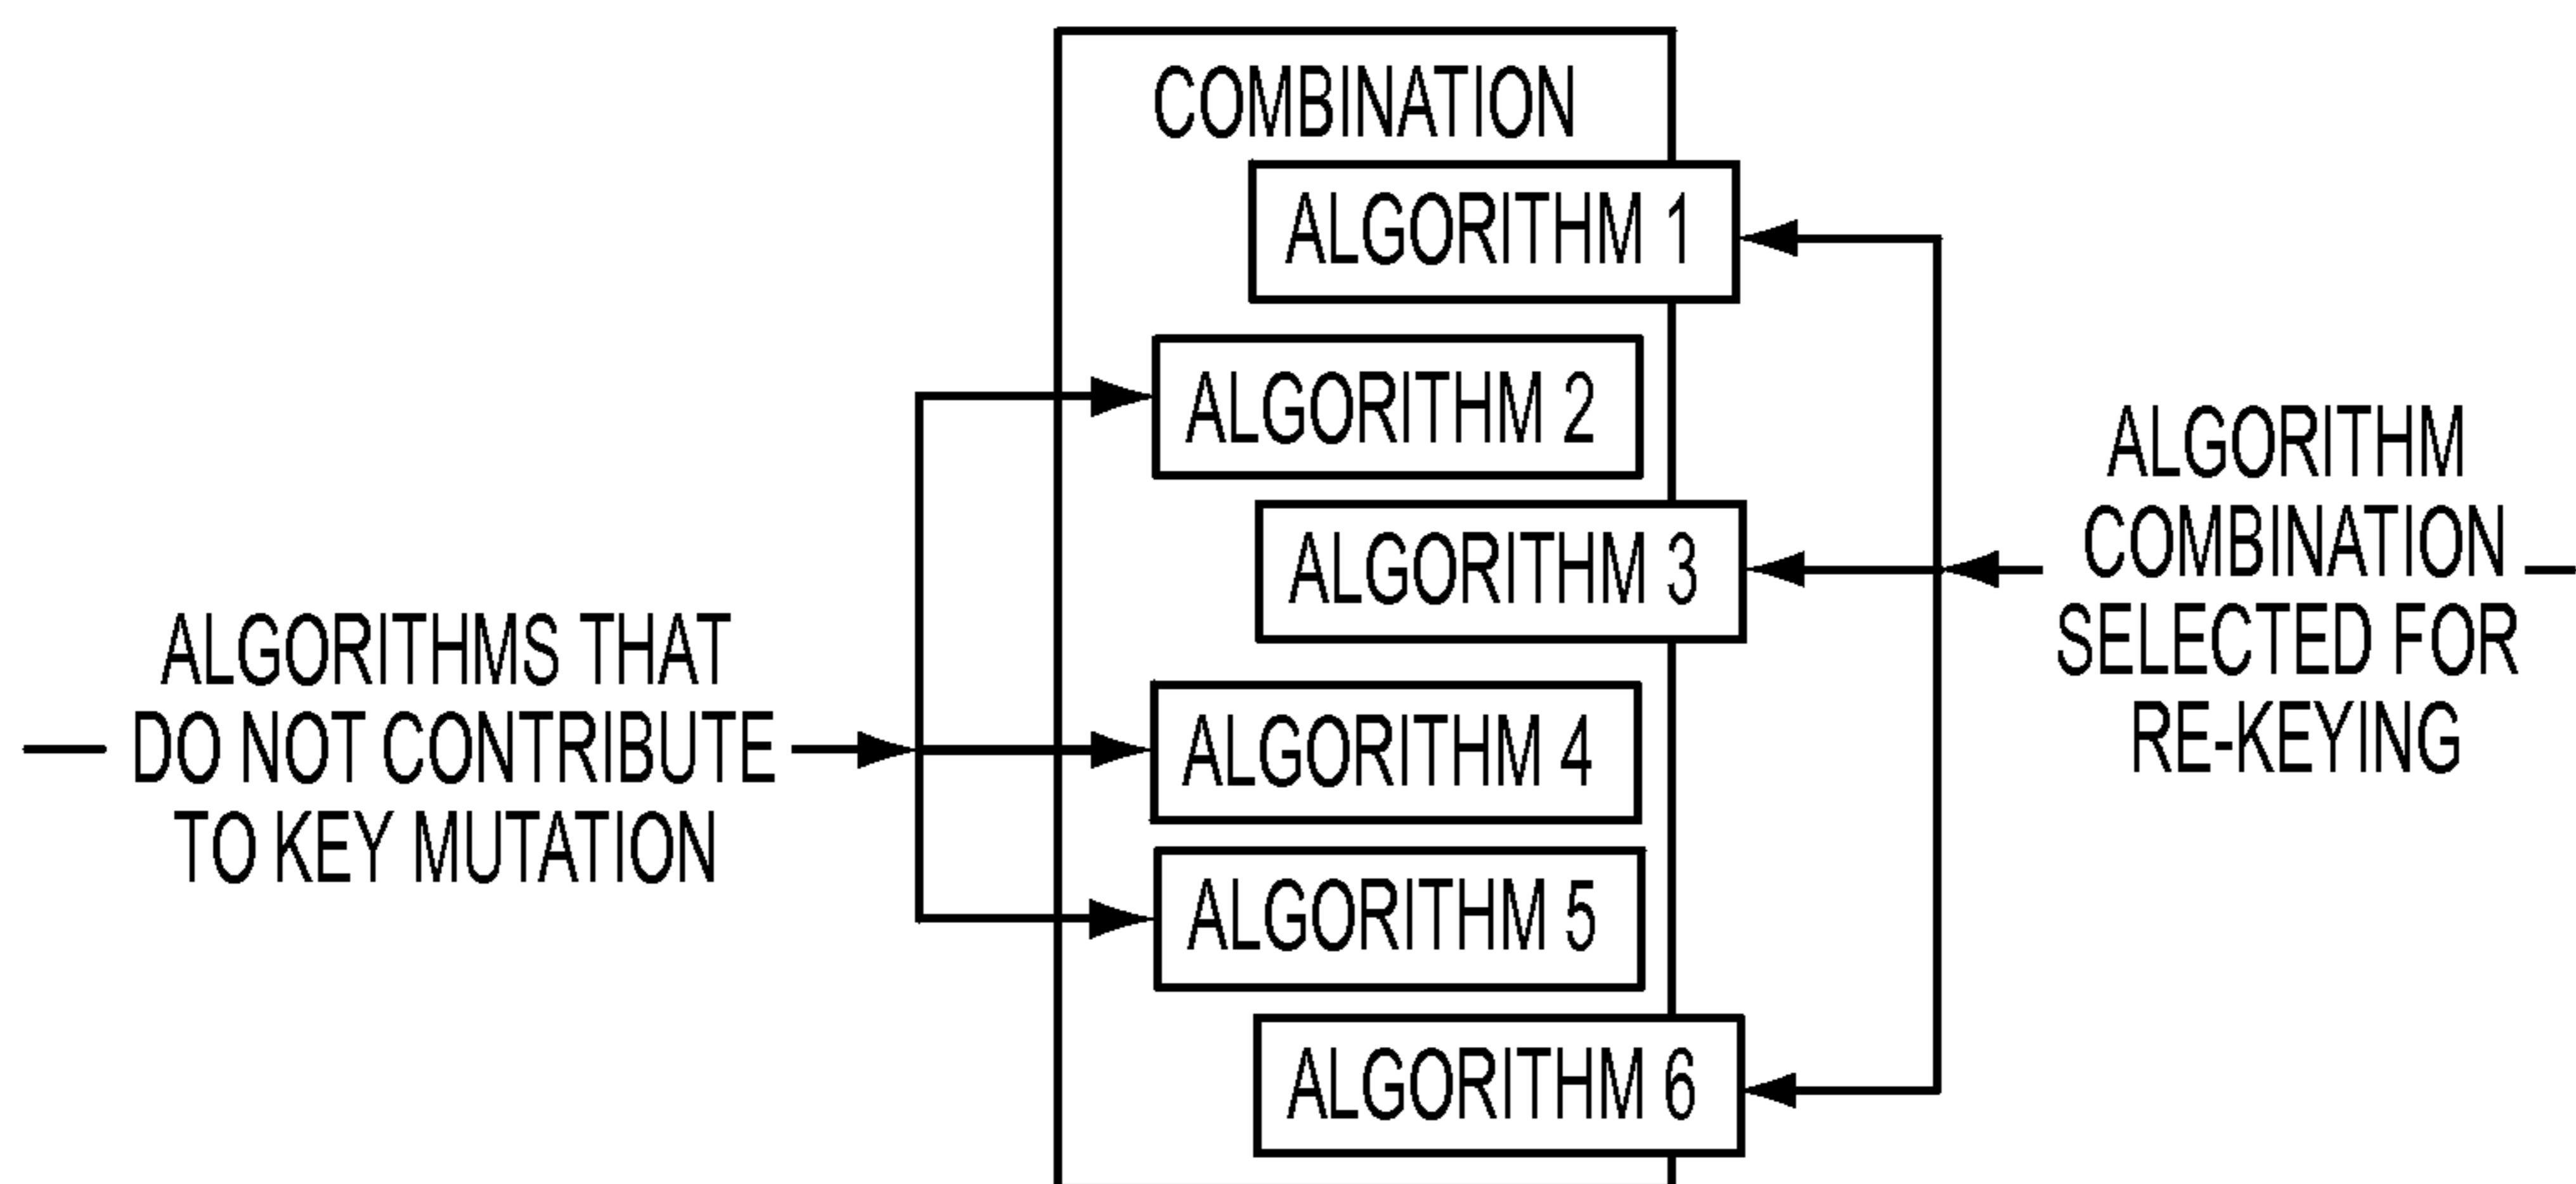 COMBINATION
ALGORITHM 1
ALGORITHM 2
ALGORITHM 3
ALGORITHM 4
ALGORITHM 5
ALGORITHM 6
ALGORITHMS THAT
DO NOT CONTRIBUTE
TO KEY MUTATION
ALGORITHM
COMBINATION
SELECTED FOR
RE-KEYING